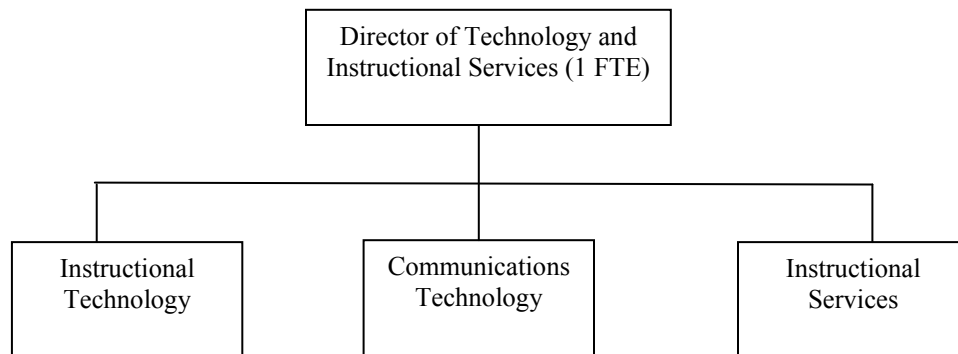 Director of Technology and
Instructional Services (1 FTE)
Instructional
Technology
Communications
Technology
Instructional
Services